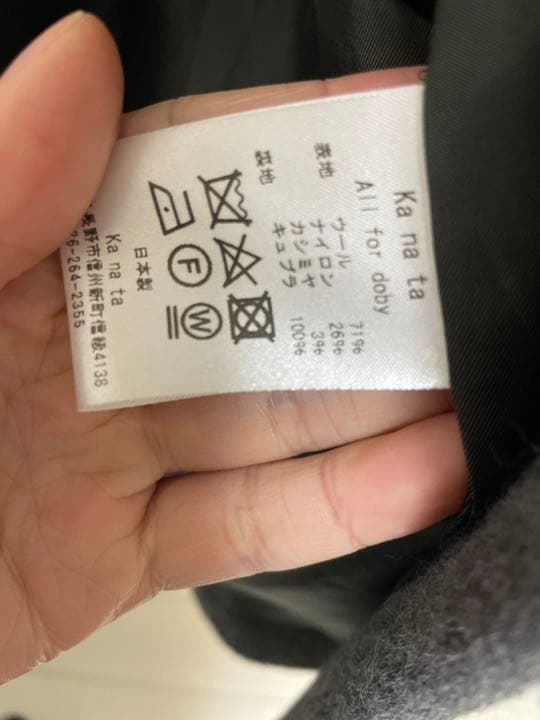 Ka na ta
All for doby
表地 ウール 71%
ナイロン 26%
カシミヤ 3%
裏地 キュプラ 100%
F W
日本製
Ka na ta
長野市信州新町信級4138
26-264-2355